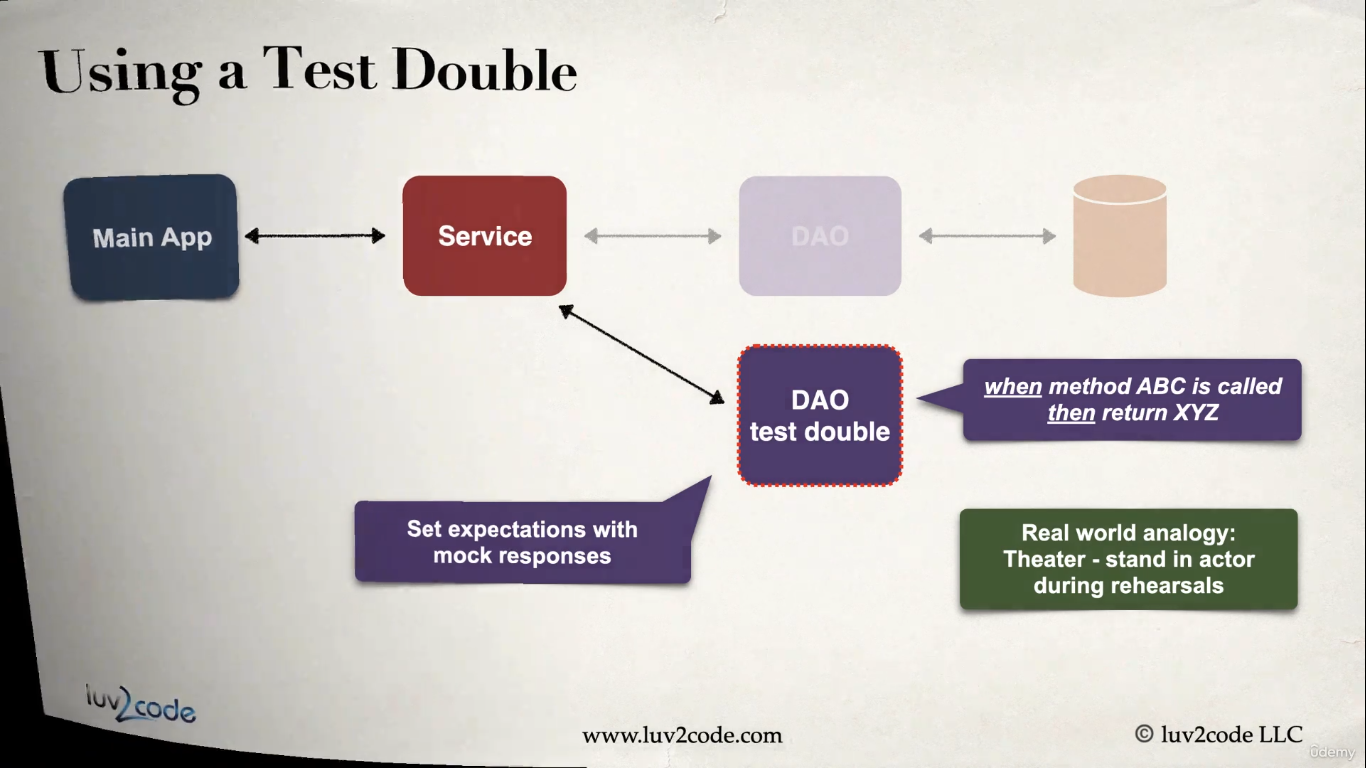 Using a Test Double
Main App
Service
DAO
DAO
test double
when method ABC is called
then return XYZ
Set expectations with
mock responses
Real world analogy:
Theater - stand in actor
during rehearsals
luv2code
www.luv2code.com
© luv2code LLC
ûdemy